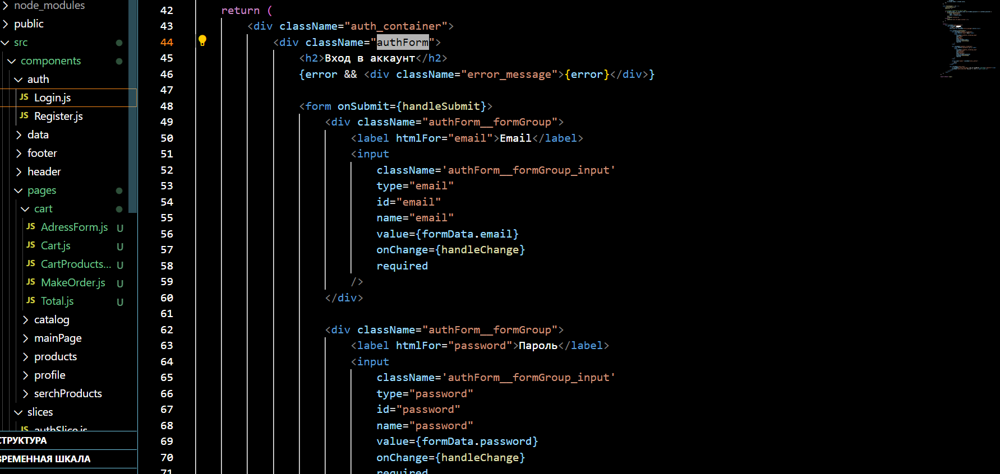 node_modules
public
src
components
auth
JS Login.js
JS Register.js
data
footer
header
pages
cart
JS AdressForm.js U
JS Cart.js U
JS CartProducts... U
JS MakeOrder.js U
JS Total.js U
catalog
mainPage
products
profile
serchProducts
slices
JS authSlice.js
СТРУКТУРА
ВРЕМЕННАЯ ШКАЛА
42 return (
43 <div className="auth_container">
44 <div className="authForm">
45 <h2>Вход в аккаунт</h2>
46 {error && <div className="error_message">{error}</div>}
47
48 <form onSubmit={handleSubmit}>
49 <div className="authForm__formGroup">
50 <label htmlFor="email">Email</label>
51 <input
52 className='authForm__formGroup_input'
53 type="email"
54 id="email"
55 name="email"
56 value={formData.email}
57 onChange={handleChange}
58 required
59 />
60 </div>
61
62 <div className="authForm__formGroup">
63 <label htmlFor="password">Пароль</label>
64 <input
65 className='authForm__formGroup_input'
66 type="password"
67 id="password"
68 name="password"
69 value={formData.password}
70 onChange={handleChange}
71 required